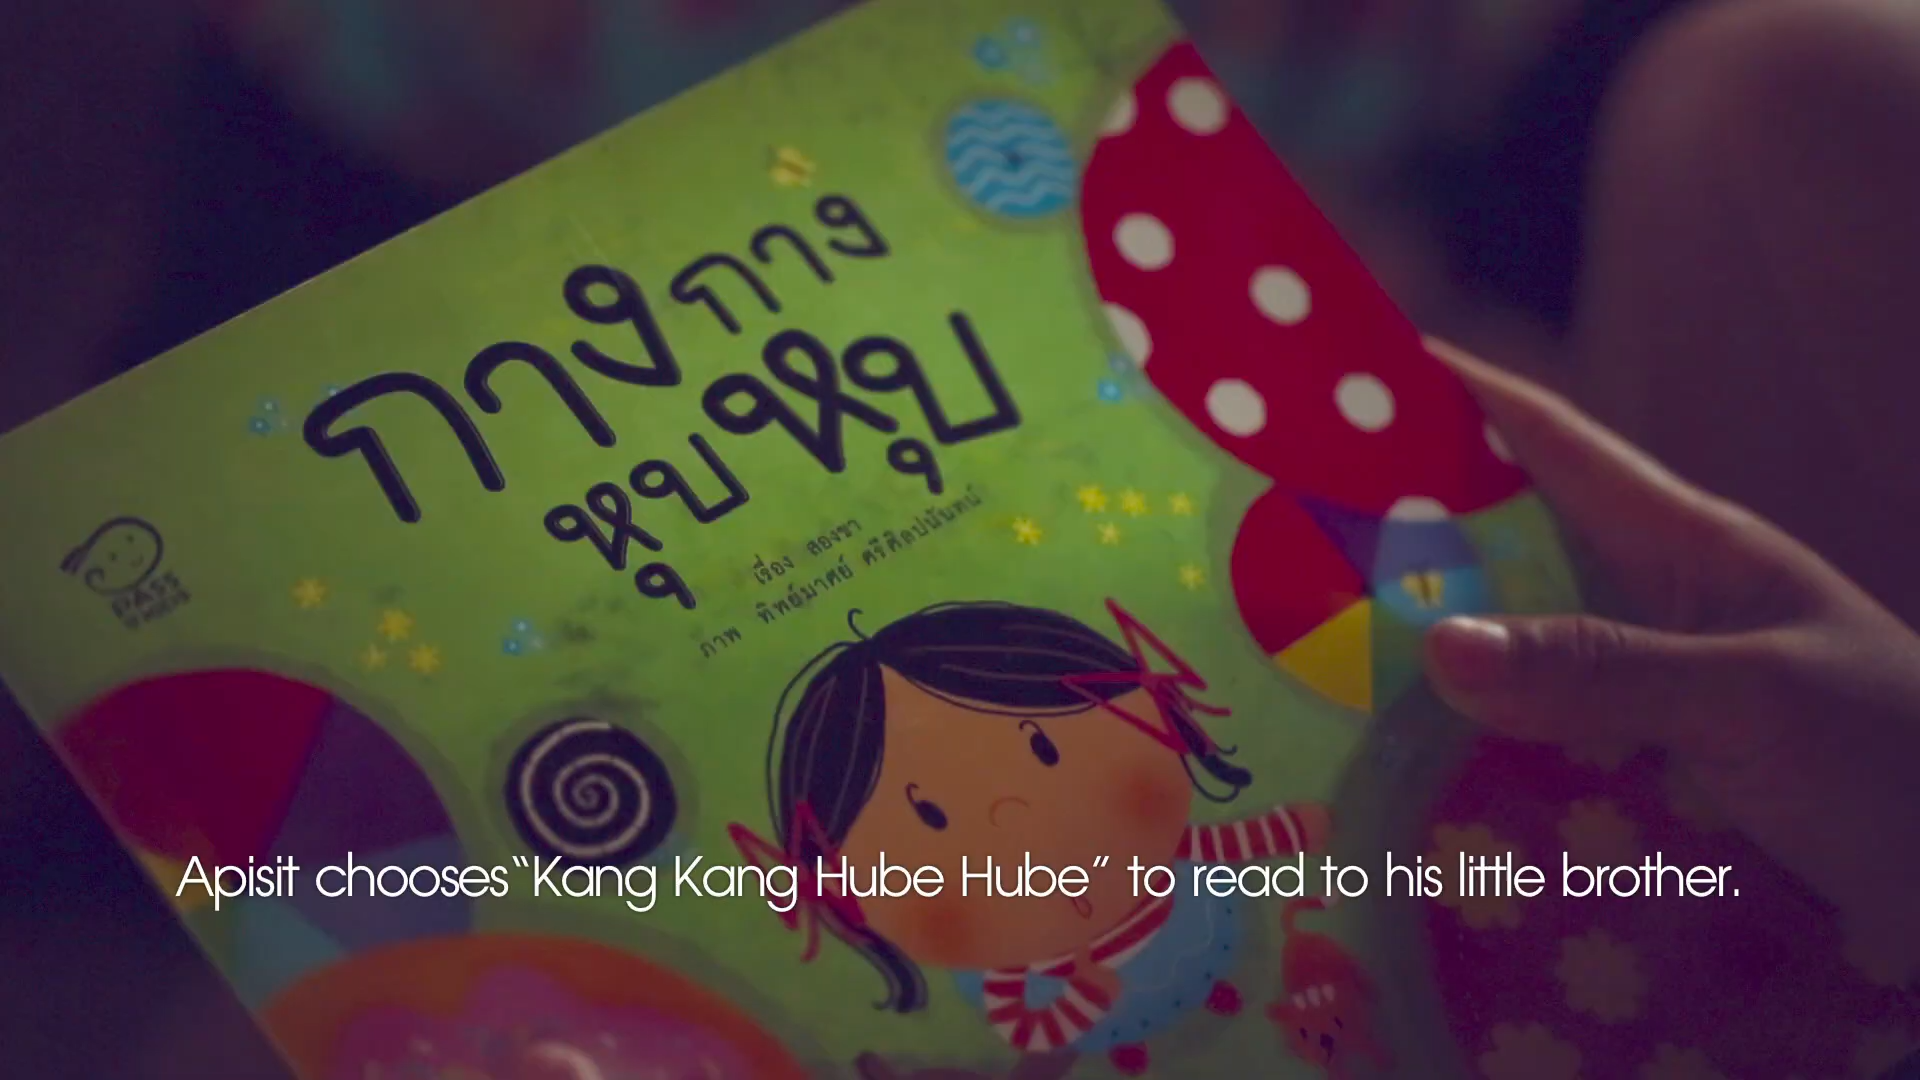 กาง กาง
หุบ หุบ
เรื่อง สองขา
ภาพ ทิพย์มาศย์ ศรีศิลปนันทน์
PASS
Apisit chooses “Kang Kang Hube Hube” to read to his little brother.